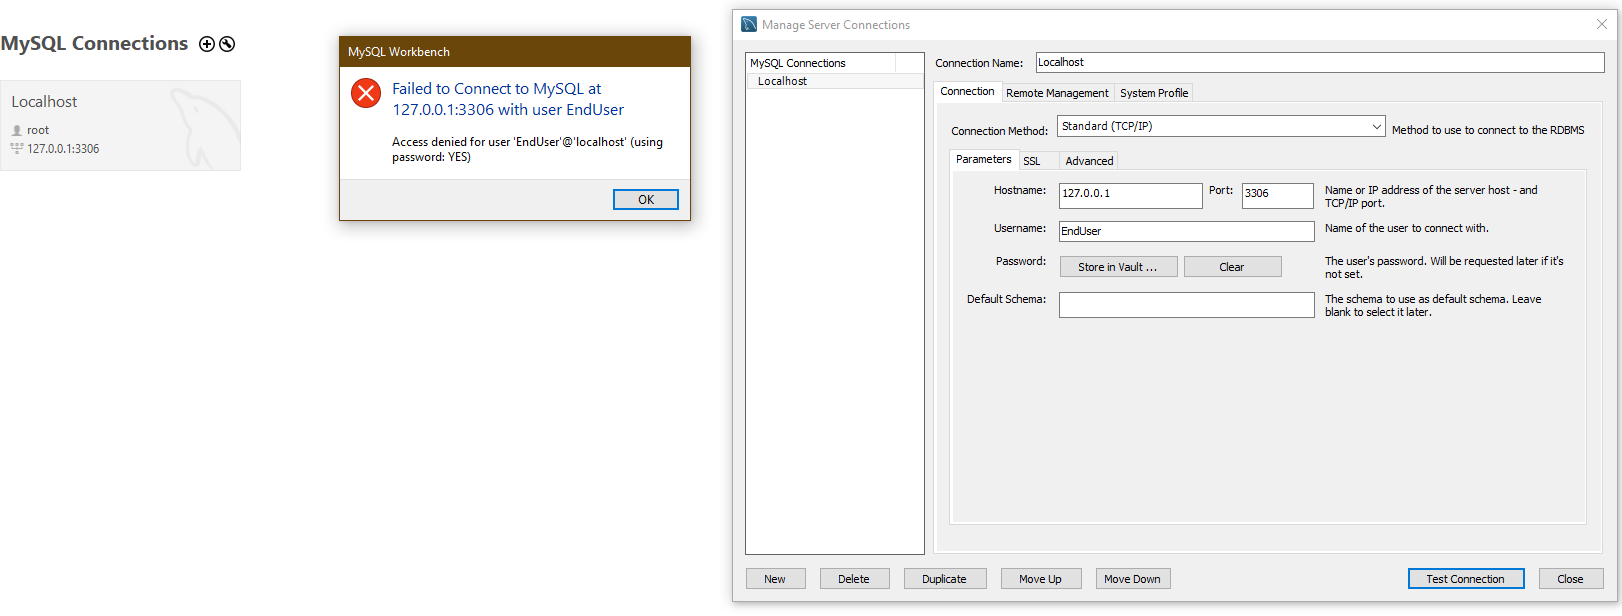 MySQL Connections
Localhost
root
127.0.0.1:3306
MySQL Workbench
Failed to Connect to MySQL at
127.0.0.1:3306 with user EndUser
Access denied for user 'EndUser'@'localhost' (using
password: YES)
OK
Manage Server Connections
MySQL Connections
Localhost
Connection Name: Localhost
Connection Remote Management System Profile
Connection Method: Standard (TCP/IP) Method to use to connect to the RDBMS
Parameters SSL Advanced
Hostname: 127.0.0.1 Port: 3306 Name or IP address of the server host - and
TCP/IP port.
Username: EndUser Name of the user to connect with.
Password: Store in Vault ... Clear The user's password. Will be requested later if it's
not set.
Default Schema: The schema to use as default schema. Leave
blank to select it later.
New Delete Duplicate Move Up Move Down Test Connection Close